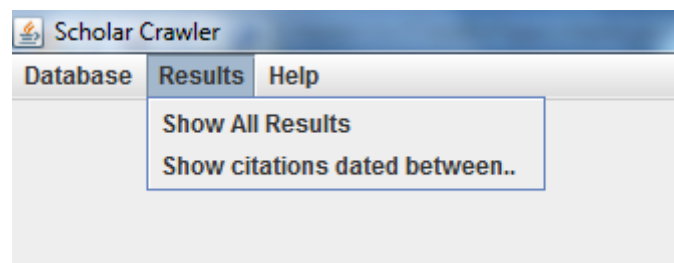 Scholar Crawler
Database Results Help
Show All Results
Show citations dated between..